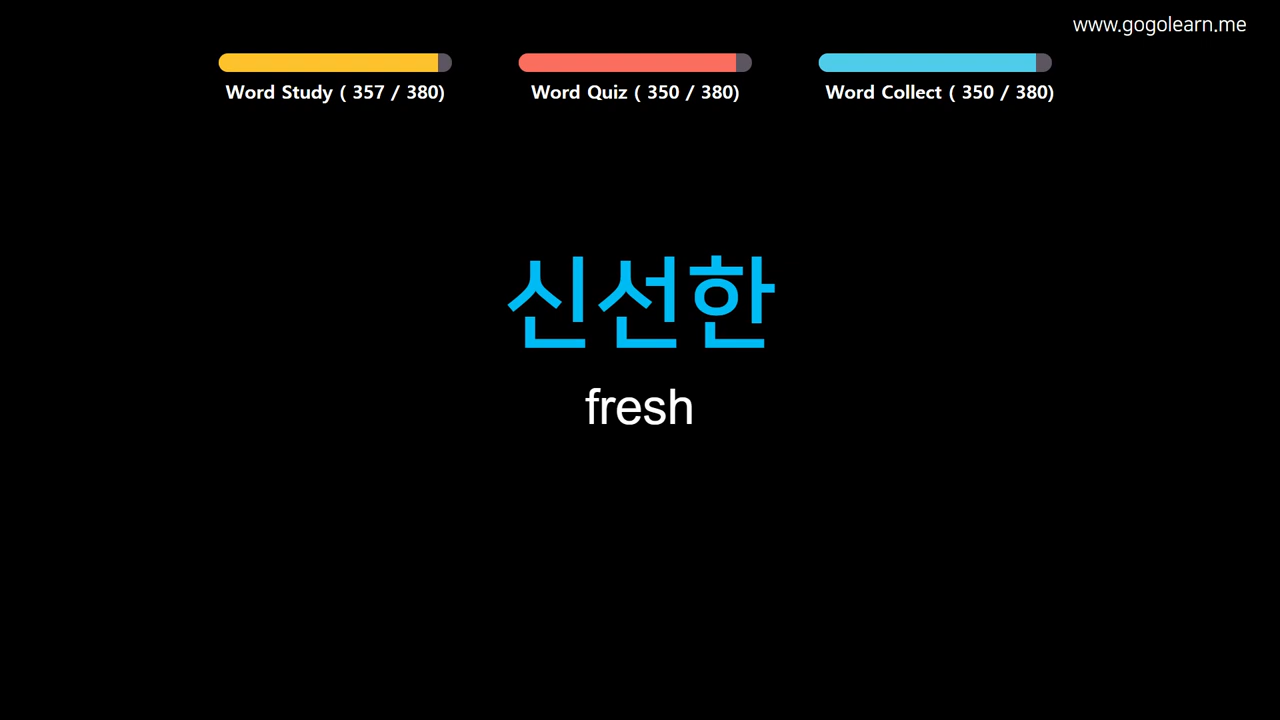 www.gogolearn.me
Word Study ( 357 / 380)
Word Quiz ( 350 / 380)
Word Collect ( 350 / 380)
신선한
fresh